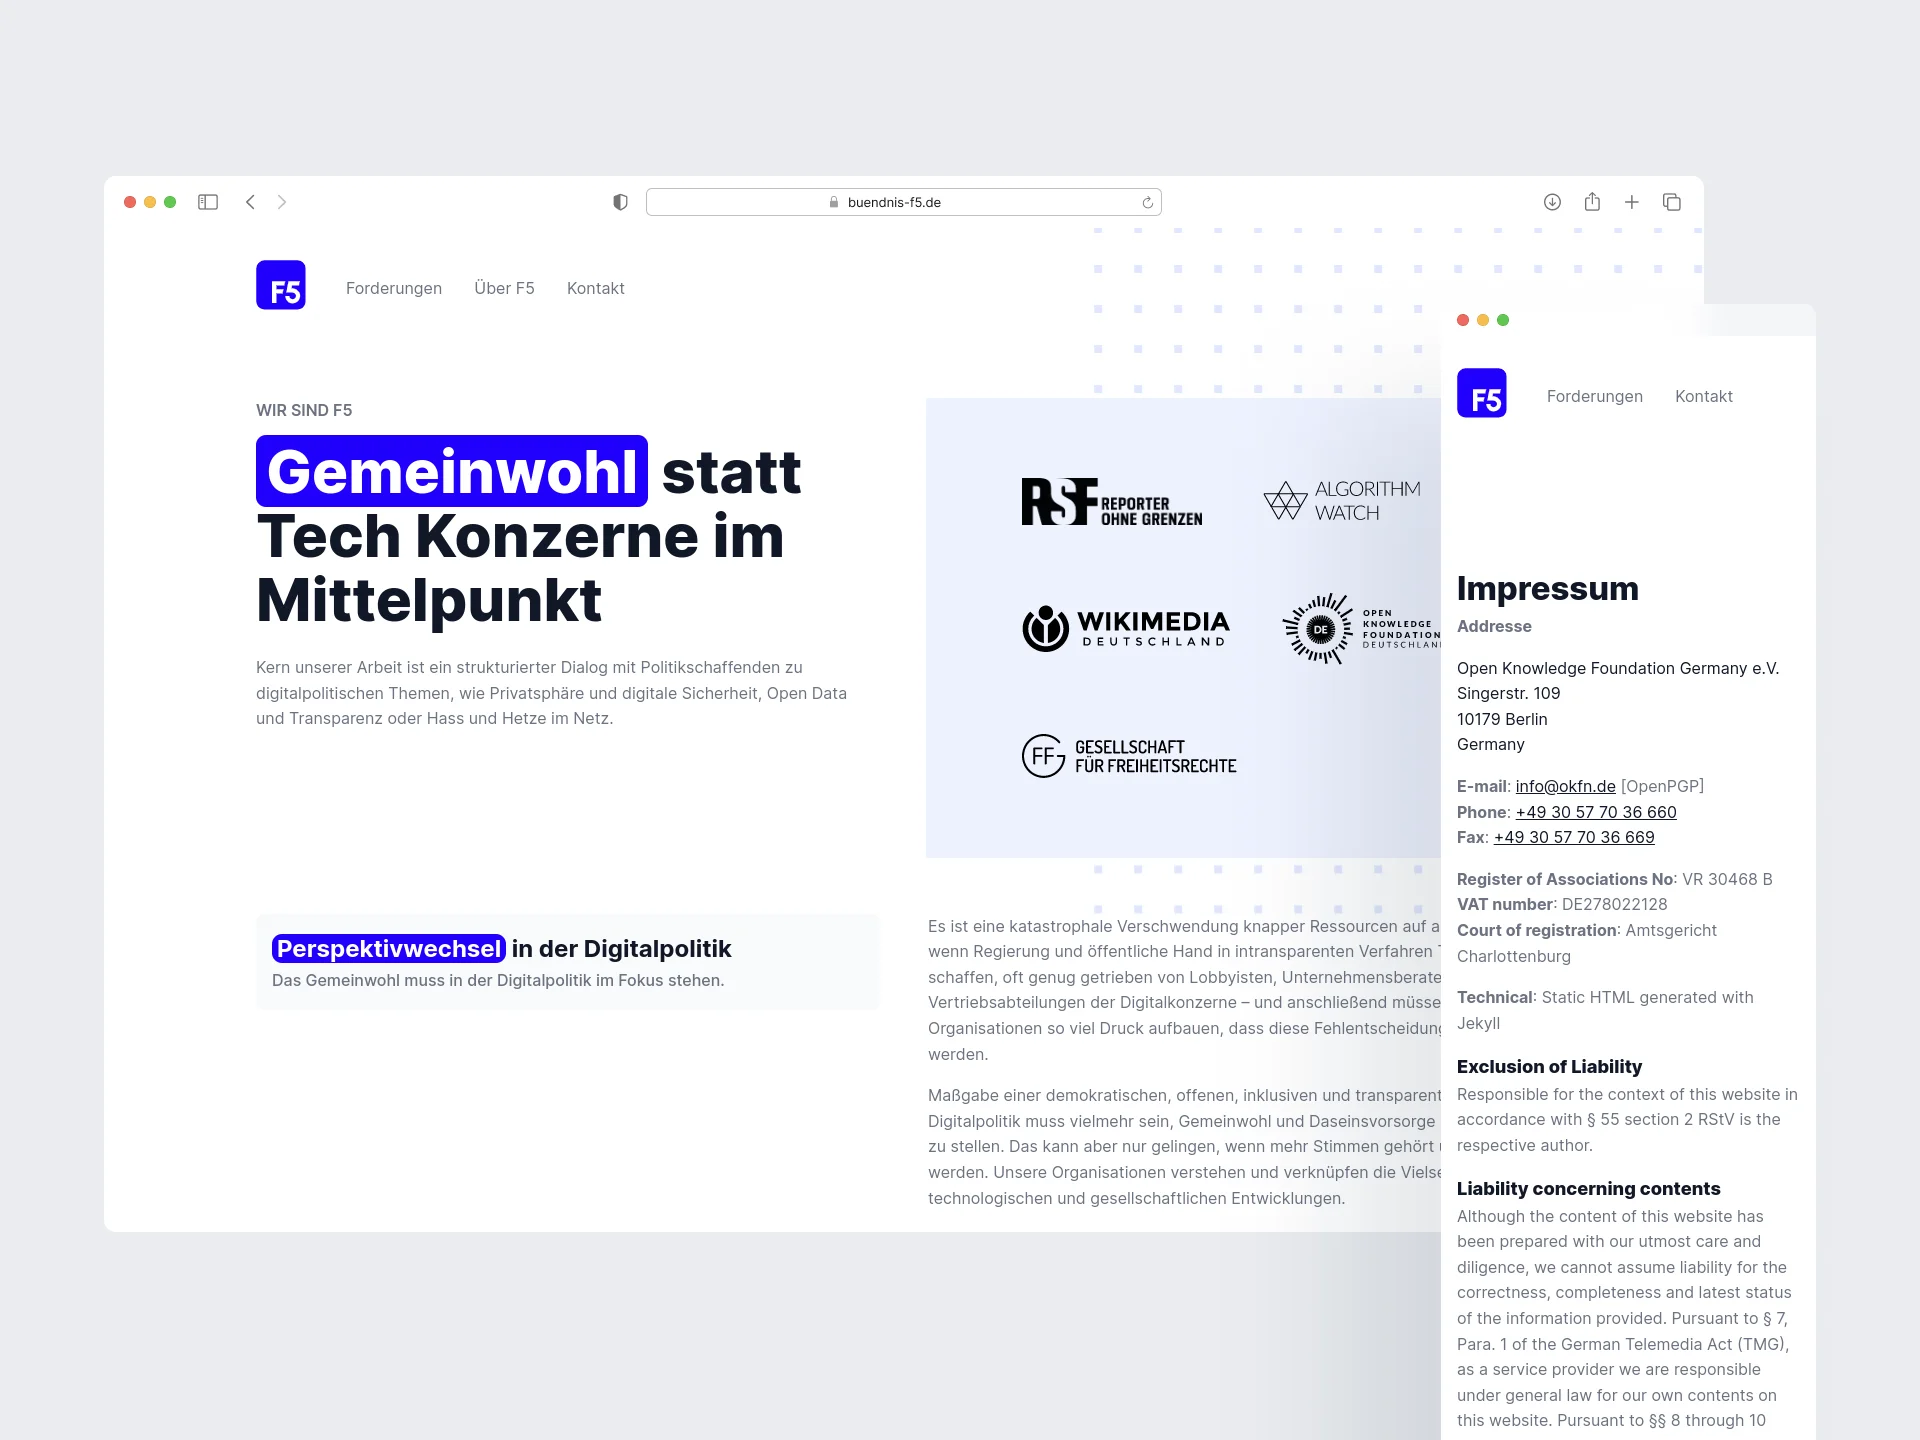 buendnis-f5.de
F5
Forderungen Über F5 Kontakt
WIR SIND F5
Gemeinwohl statt
Tech Konzerne im
Mittelpunkt
Kern unserer Arbeit ist ein strukturierter Dialog mit Politikschaffenden zu
digitalpolitischen Themen, wie Privatsphäre und digitale Sicherheit, Open Data
und Transparenz oder Hass und Hetze im Netz.
RSF REPORTER
OHNE GRENZEN
ALGORITHM
WATCH
WIKIMEDIA
DEUTSCHLAND
DE
OPEN
KNOWLEDGE
FOUNDATION
DEUTSCHLAN
FF GESELLSCHAFT
FÜR FREIHEITSRECHTE
Perspektivwechsel in der Digitalpolitik
Das Gemeinwohl muss in der Digitalpolitik im Fokus stehen.
Es ist eine katastrophale Verschwendung knapper Ressourcen auf a
wenn Regierung und öffentliche Hand in intransparenten Verfahren
schaffen, oft genug getrieben von Lobbyisten, Unternehmensberate
Vertriebsabteilungen der Digitalkonzerne – und anschließend müsse
Organisationen so viel Druck aufbauen, dass diese Fehlentscheidung
werden.
Maßgabe einer demokratischen, offenen, inklusiven und transparent
Digitalpolitik muss vielmehr sein, Gemeinwohl und Daseinsvorsorge
zu stellen. Das kann aber nur gelingen, wenn mehr Stimmen gehört
werden. Unsere Organisationen verstehen und verknüpfen die Vielse
technologischen und gesellschaftlichen Entwicklungen.
F5
Forderungen Kontakt
Impressum
Addresse
Open Knowledge Foundation Germany e.V.
Singerstr. 109
10179 Berlin
Germany
E-mail: info@okfn.de [OpenPGP]
Phone: +49 30 57 70 36 660
Fax: +49 30 57 70 36 669
Register of Associations No: VR 30468 B
VAT number: DE278022128
Court of registration: Amtsgericht
Charlottenburg
Technical: Static HTML generated with
Jekyll
Exclusion of Liability
Responsible for the context of this website in
accordance with § 55 section 2 RStV is the
respective author.
Liability concerning contents
Although the content of this website has
been prepared with our utmost care and
diligence, we cannot assume liability for the
correctness, completeness and latest status
of the information provided. Pursuant to § 7,
Para. 1 of the German Telemedia Act (TMG),
as a service provider we are responsible
under general law for our own contents on
this website. Pursuant to §§ 8 through 10